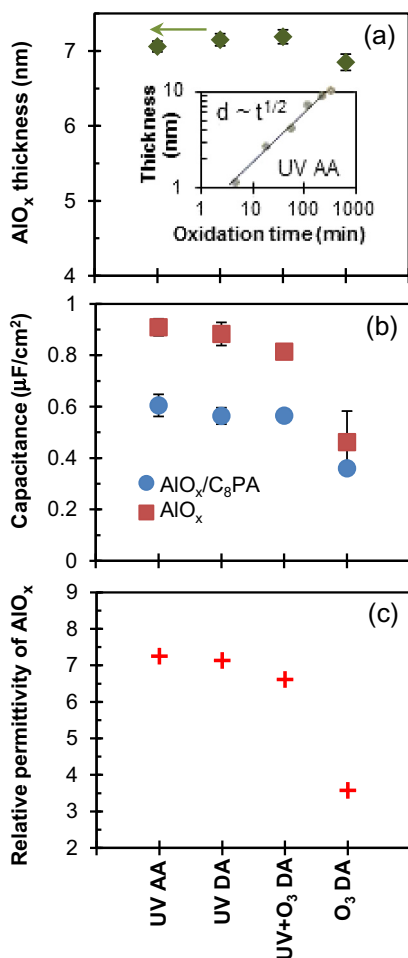 (a)
AlOₓ thickness (nm)
7
6
5
4
Thickness
(nm)
10
1
d ~ t^1/2
UV AA
1
10
100
1000
Oxidation time (min)
(b)
Capacitance (µF/cm²)
1
0.8
0.6
0.4
0.2
0
AlOₓ/C₈PA
AlOₓ
(c)
Relative permittivity of AlOₓ
9
8
7
6
5
4
3
2
UV AA
UV DA
UV+O₃ DA
O₃ DA